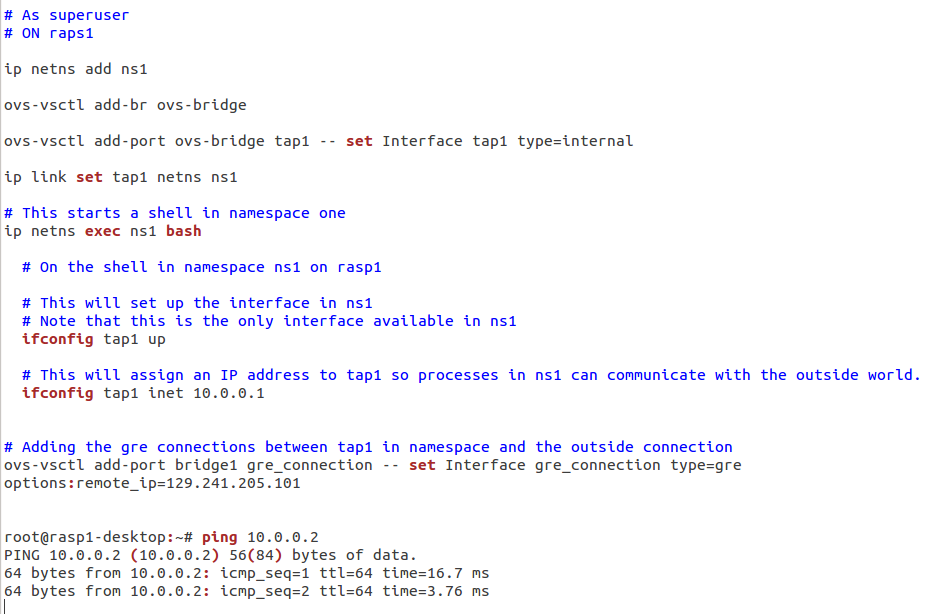 # As superuser
# ON raps1
ip netns add ns1
ovs-vsctl add-br ovs-bridge
ovs-vsctl add-port ovs-bridge tap1 -- set Interface tap1 type=internal
ip link set tap1 netns ns1
# This starts a shell in namespace one
ip netns exec ns1 bash
# On the shell in namespace ns1 on rasp1
# This will set up the interface in ns1
# Note that this is the only interface available in ns1
ifconfig tap1 up
# This will assign an IP address to tap1 so processes in ns1 can communicate with the outside world.
ifconfig tap1 inet 10.0.0.1
# Adding the gre connections between tap1 in namespace and the outside connection
ovs-vsctl add-port bridge1 gre_connection -- set Interface gre_connection type=gre
options:remote_ip=129.241.205.101
root@rasp1-desktop:~# ping 10.0.0.2
PING 10.0.0.2 (10.0.0.2) 56(84) bytes of data.
64 bytes from 10.0.0.2: icmp_seq=1 ttl=64 time=16.7 ms
64 bytes from 10.0.0.2: icmp_seq=2 ttl=64 time=3.76 ms